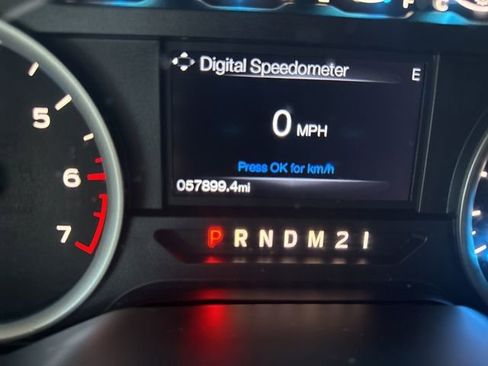 Digital Speedometer
E
0 MPH
Press OK for km/h
057899.4mi
P R N D M 2 1
5
6
7
F C